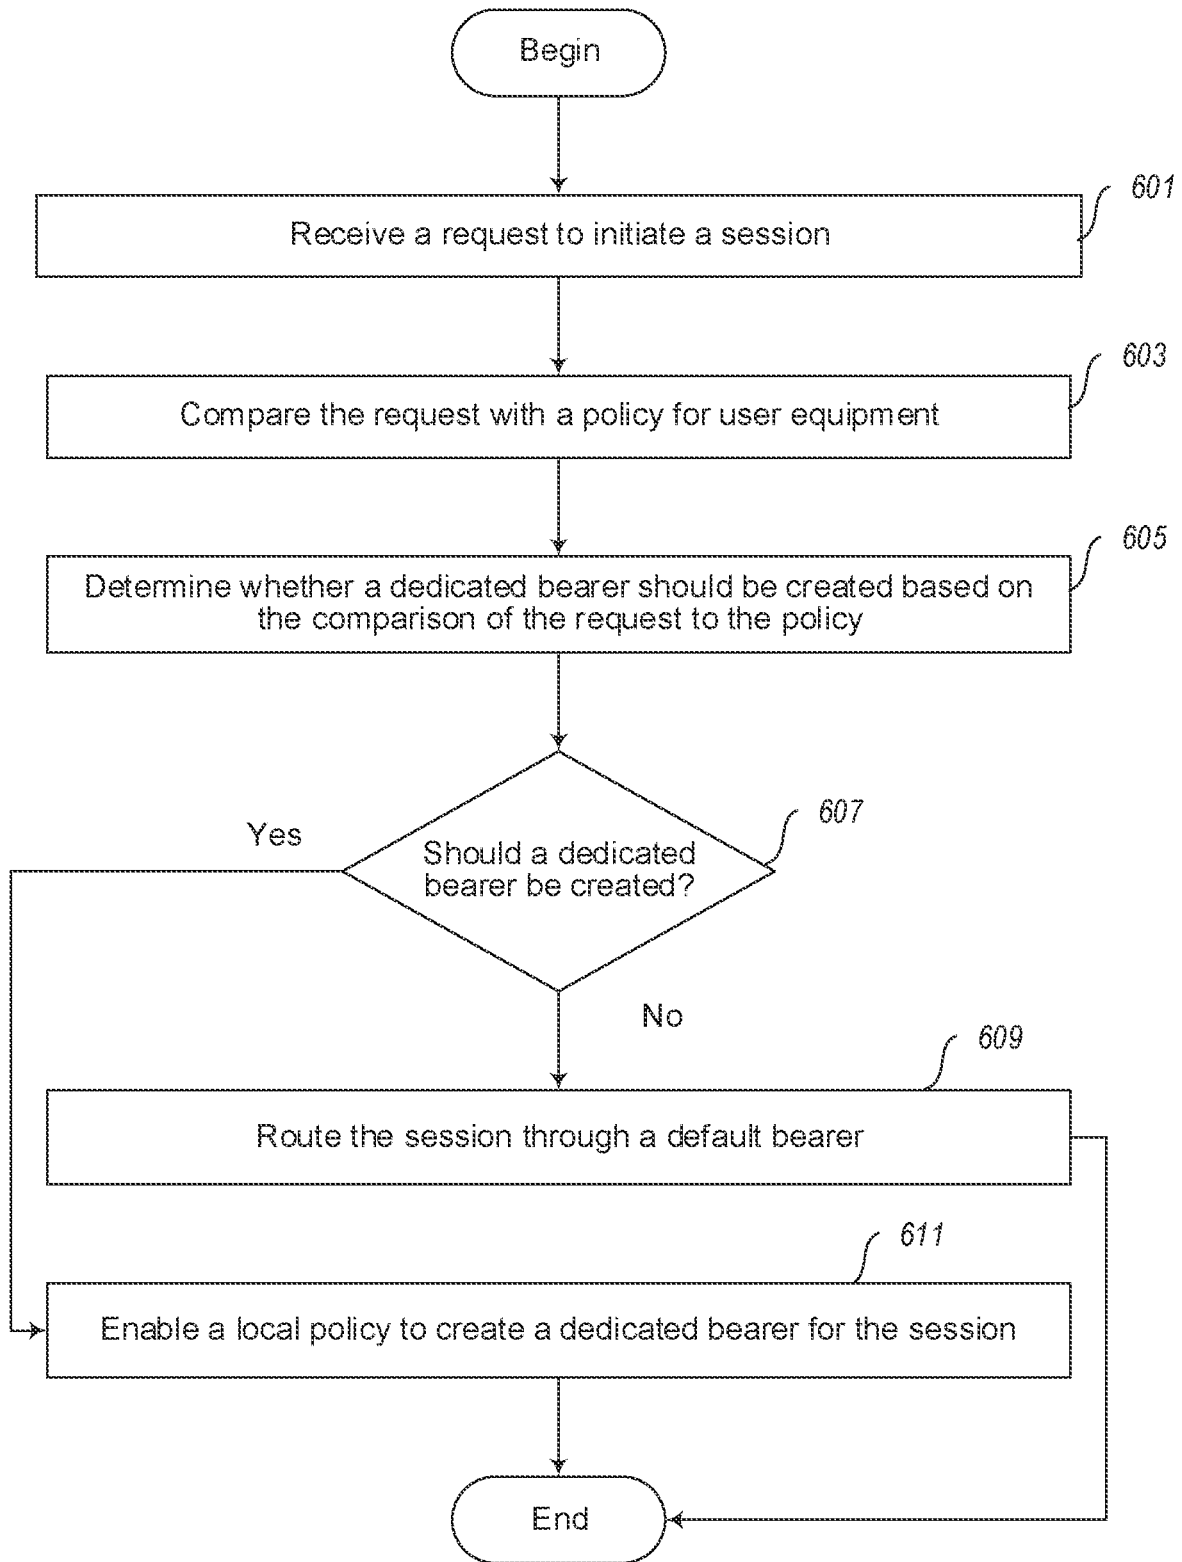 Begin
601
Receive a request to initiate a session
603
Compare the request with a policy for user equipment
605
Determine whether a dedicated bearer should be created based on
the comparison of the request to the policy
607
Yes
Should a dedicated
bearer be created?
No
609
Route the session through a default bearer
611
Enable a local policy to create a dedicated bearer for the session
End